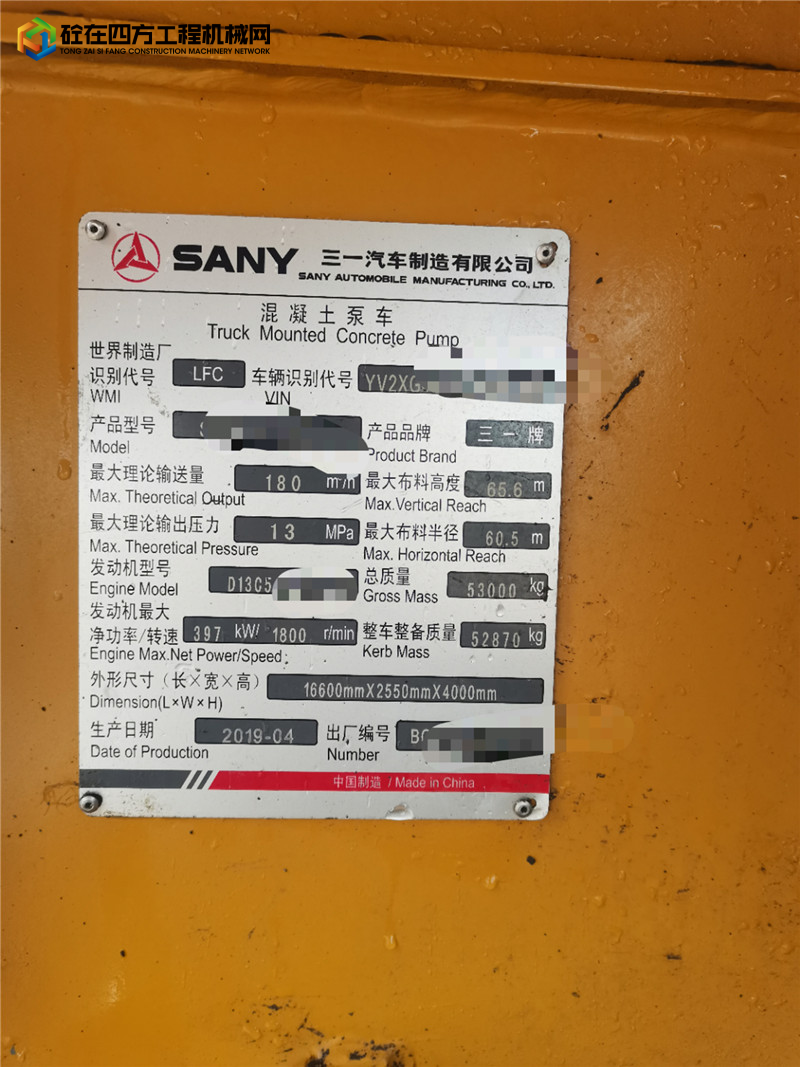 砼在四方工程机械网
TONG ZAI SI FANG CONSTRUCTION MACHINERY NETWORK
SANY 三一汽车制造有限公司
SANY AUTOMOBILE MANUFACTURING CO., LTD.
混凝土泵车
Truck Mounted Concrete Pump
世界制造厂
识别代号 LFC 车辆识别代号 YV2XG
WMI VIN
产品型号 产品品牌 三一牌
Model Product Brand
最大理论输送量 180 m³/h 最大布料高度 65.6 m
Max. Theoretical Output Max.Vertical Reach
最大理论输出压力 13 MPa 最大布料半径 60.5 m
Max. Theoretical Pressure Max. Horizontal Reach
发动机型号 D13C5 总质量 53000 kg
Engine Model Gross Mass
发动机最大
净功率/转速 397 kW/ 1800 r/min 整车整备质量 52870 kg
Engine Max.Net Power/Speed: Kerb Mass
外形尺寸（长×宽×高） 16600mmX2550mmX4000mm
Dimension(L×W×H)
生产日期 2019-04 出厂编号
Date of Production Number
中国制造 / Made in China